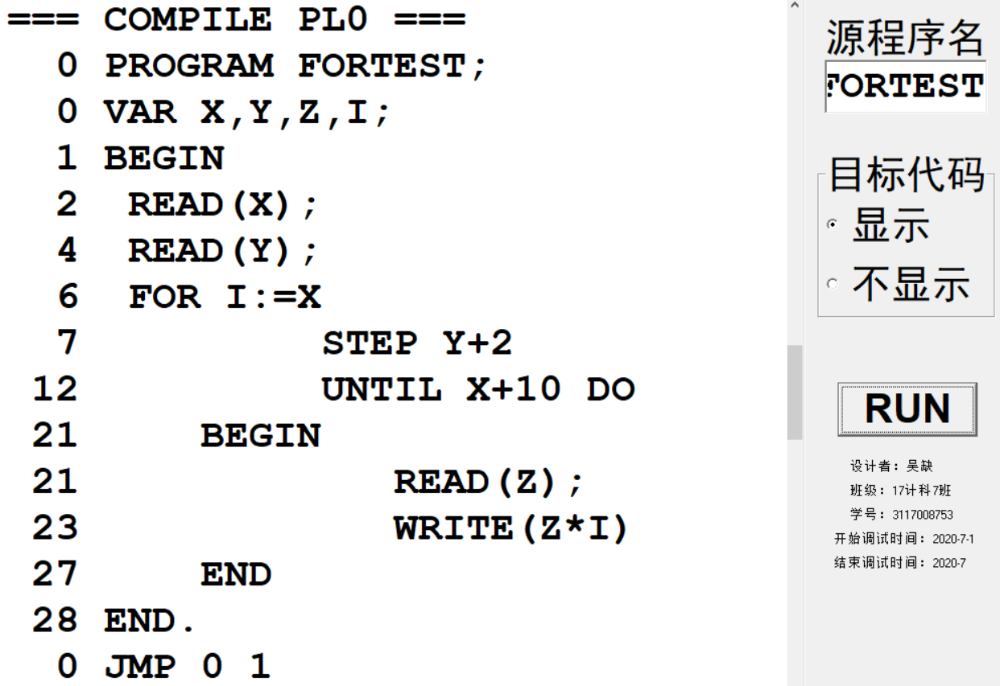 === COMPILE PL0 ===
0 PROGRAM FORTEST;
0 VAR X,Y,Z,I;
1 BEGIN
2 READ(X);
4 READ(Y);
6 FOR I:=X
7 STEP Y+2
12 UNTIL X+10 DO
21 BEGIN
21 READ(Z);
23 WRITE(Z*I)
27 END
28 END.
0 JMP 0 1
源程序名
FORTEST
目标代码
显示
不显示
RUN
设计者：吴缺
班级：17计科7班
学号：3117008753
开始调试时间：2020-7-1
结束调试时间：2020-7